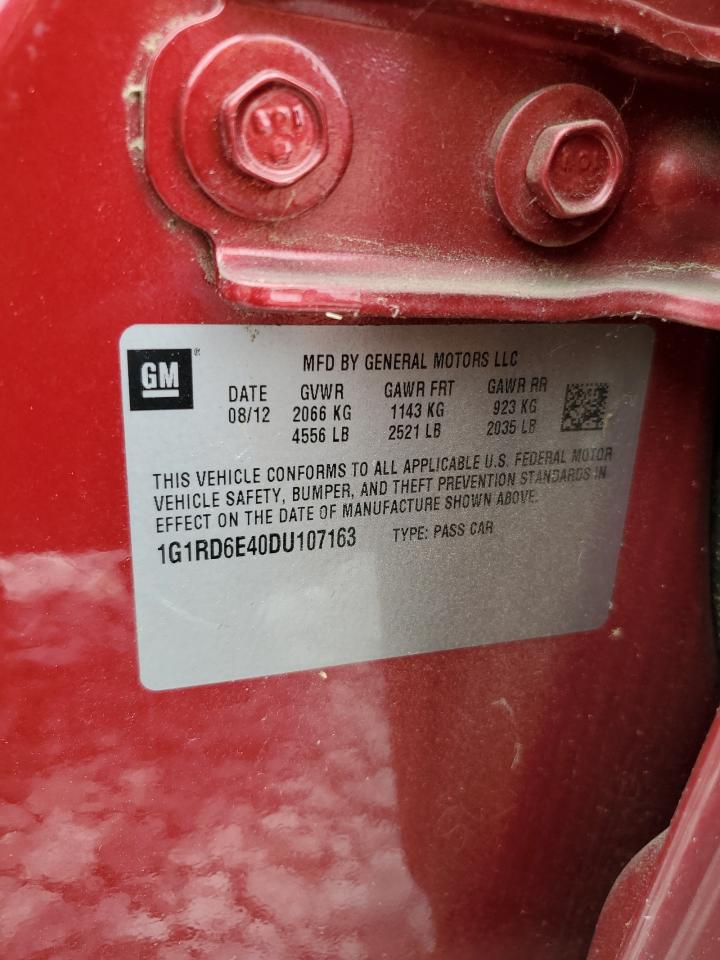 GM ®
MFD BY GENERAL MOTORS LLC
DATE GVWR GAWR FRT GAWR RR
08/12 2066 KG 1143 KG 923 KG
4556 LB 2521 LB 2035 LB
THIS VEHICLE CONFORMS TO ALL APPLICABLE U.S. FEDERAL MOTOR
VEHICLE SAFETY, BUMPER, AND THEFT PREVENTION STANDARDS IN
EFFECT ON THE DATE OF MANUFACTURE SHOWN ABOVE.
1G1RD6E40DU107163 TYPE: PASS CAR